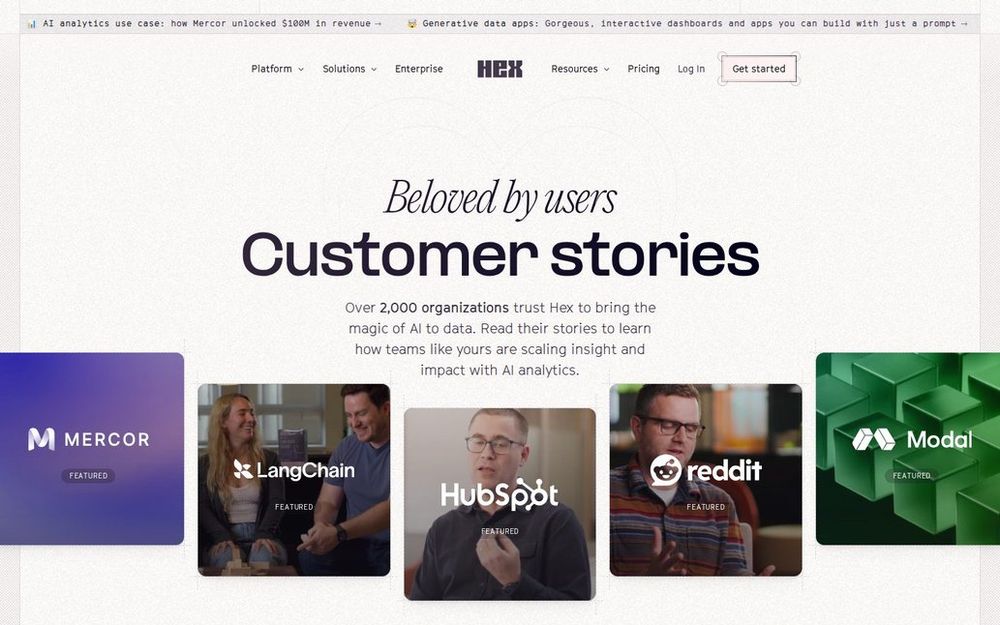 📊 AI analytics use case: how Mercor unlocked $100M in revenue →
🤯 Generative data apps: Gorgeous, interactive dashboards and apps you can build with just a prompt →
Platform
Solutions
Enterprise
HEX
Resources
Pricing
Log In
Get started
Beloved by users
Customer stories
Over 2,000 organizations trust Hex to bring the
magic of AI to data. Read their stories to learn
how teams like yours are scaling insight and
impact with AI analytics.
MERCOR
FEATURED
LangChain
FEATURED
HubSpot
FEATURED
reddit
FEATURED
Modal
FEATURED